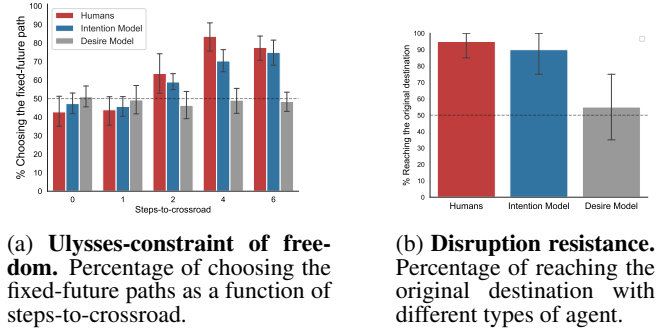 % Choosing the fixed-future path
100
90
80
70
60
50
40
30
20
10
0
Humans
Intention Model
Desire Model
0 1 2 4 6
Steps-to-crossroad
% Reaching the original destination
100
90
80
70
60
50
40
30
20
10
0
Humans Intention Model Desire Model
(a) Ulysses-constraint of free-
dom. Percentage of choosing the
fixed-future paths as a function of
steps-to-crossroad.
(b) Disruption resistance.
Percentage of reaching the
original destination with
different types of agent.